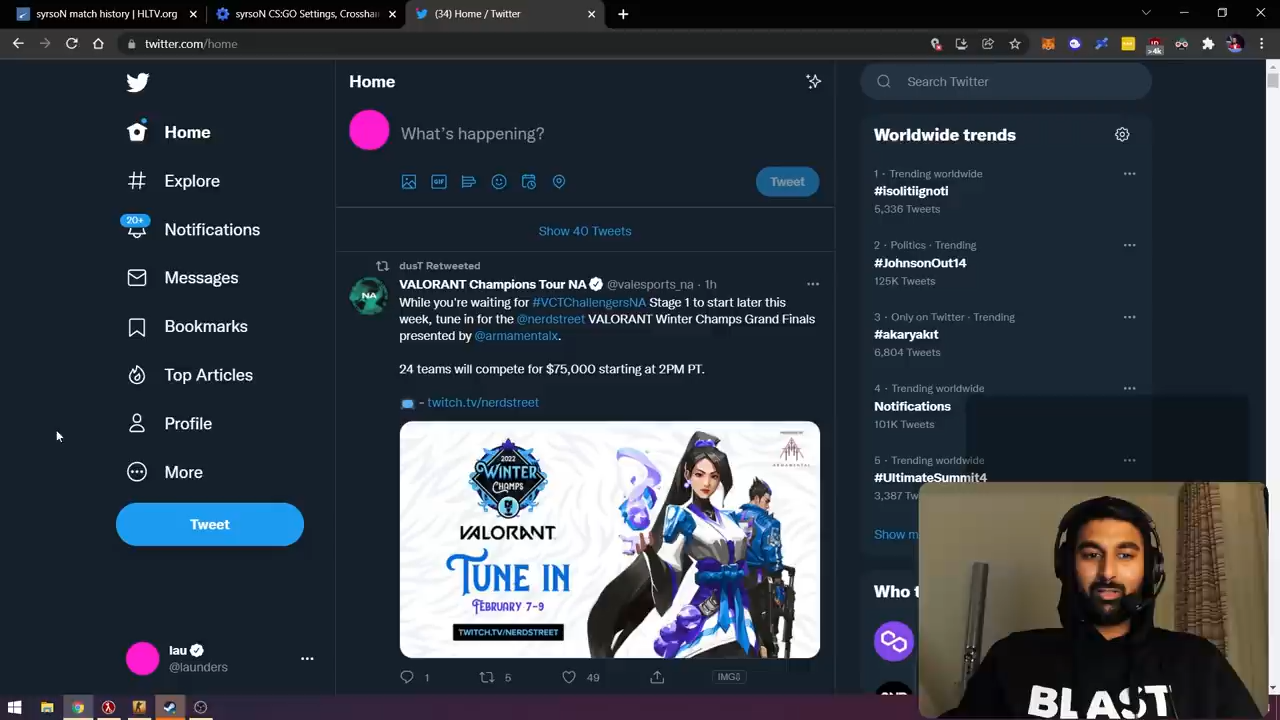 syrsoN match history | HLTV.org
syrsoN CS:GO Settings, Crossha
(34) Home / Twitter
twitter.com/home
>4k
Home
Home
What's happening?
Search Twitter
Worldwide trends
Explore
Tweet
1 · Trending worldwide
#isolitiignoti
5,336 Tweets
20+
Notifications
Show 40 Tweets
2 · Politics · Trending
#JohnsonOut14
125K Tweets
Messages
dusT Retweeted
VALORANT Champions Tour NA @valesports_na · 1h
NA
While you're waiting for #VCTChallengersNA Stage 1 to start later this
week, tune in for the @nerdstreet VALORANT Winter Champs Grand Finals
presented by @armamentalx.
3 · Only on Twitter · Trending
#akaryakıt
6,804 Tweets
Bookmarks
Top Articles
24 teams will compete for $75,000 starting at 2PM PT.
- twitch.tv/nerdstreet
4 · Trending worldwide
Notifications
101K Tweets
Profile
2022
WINTER
CHAMPS
VALORANT
TUNE IN
FEBRUARY 7-9
TWITCH.TV/NERDSTREET
ARMAMENTAL
5 · Trending worldwide
#UltimateSummit4
3,387 Tw
More
Tweet
Show m
Who t
lau
@launders
1
5
49
BLAST